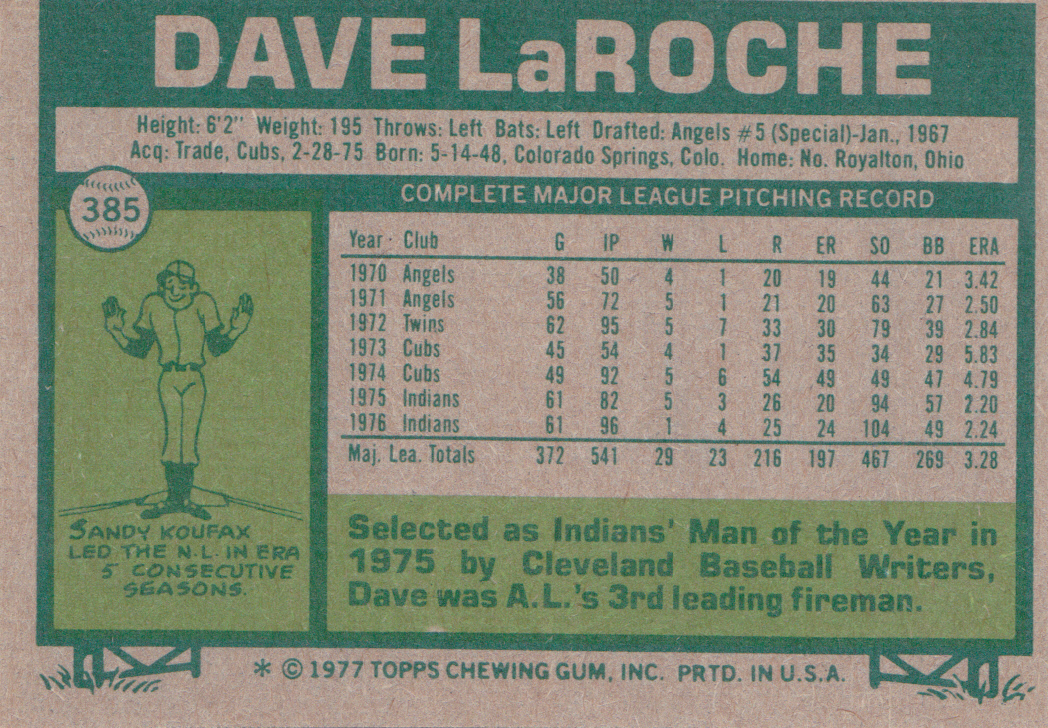 DAVE LaROCHE
Height: 6'2" Weight: 195 Throws: Left Bats: Left Drafted: Angels #5 (Special)-Jan., 1967
Acq: Trade, Cubs, 2-28-75 Born: 5-14-48, Colorado Springs, Colo. Home: No. Royalton, Ohio
385
COMPLETE MAJOR LEAGUE PITCHING RECORD
Year Club G IP W L R ER SO BB ERA
1970 Angels 38 50 4 1 20 19 44 21 3.42
1971 Angels 56 72 5 1 21 20 63 27 2.50
1972 Twins 62 95 5 7 33 30 79 39 2.84
1973 Cubs 45 54 4 1 37 35 34 29 5.83
1974 Cubs 49 92 5 6 54 49 49 47 4.79
1975 Indians 61 82 5 3 26 20 94 57 2.20
1976 Indians 61 96 1 4 25 24 104 49 2.24
Maj. Lea. Totals 372 541 29 23 216 197 467 269 3.28
SANDY KOUFAX
LED THE N.L. IN ERA
5 CONSECUTIVE
SEASONS.
Selected as Indians' Man of the Year in
1975 by Cleveland Baseball Writers,
Dave was A.L.'s 3rd leading fireman.
* © 1977 TOPPS CHEWING GUM, INC. PRTD. IN U.S.A.